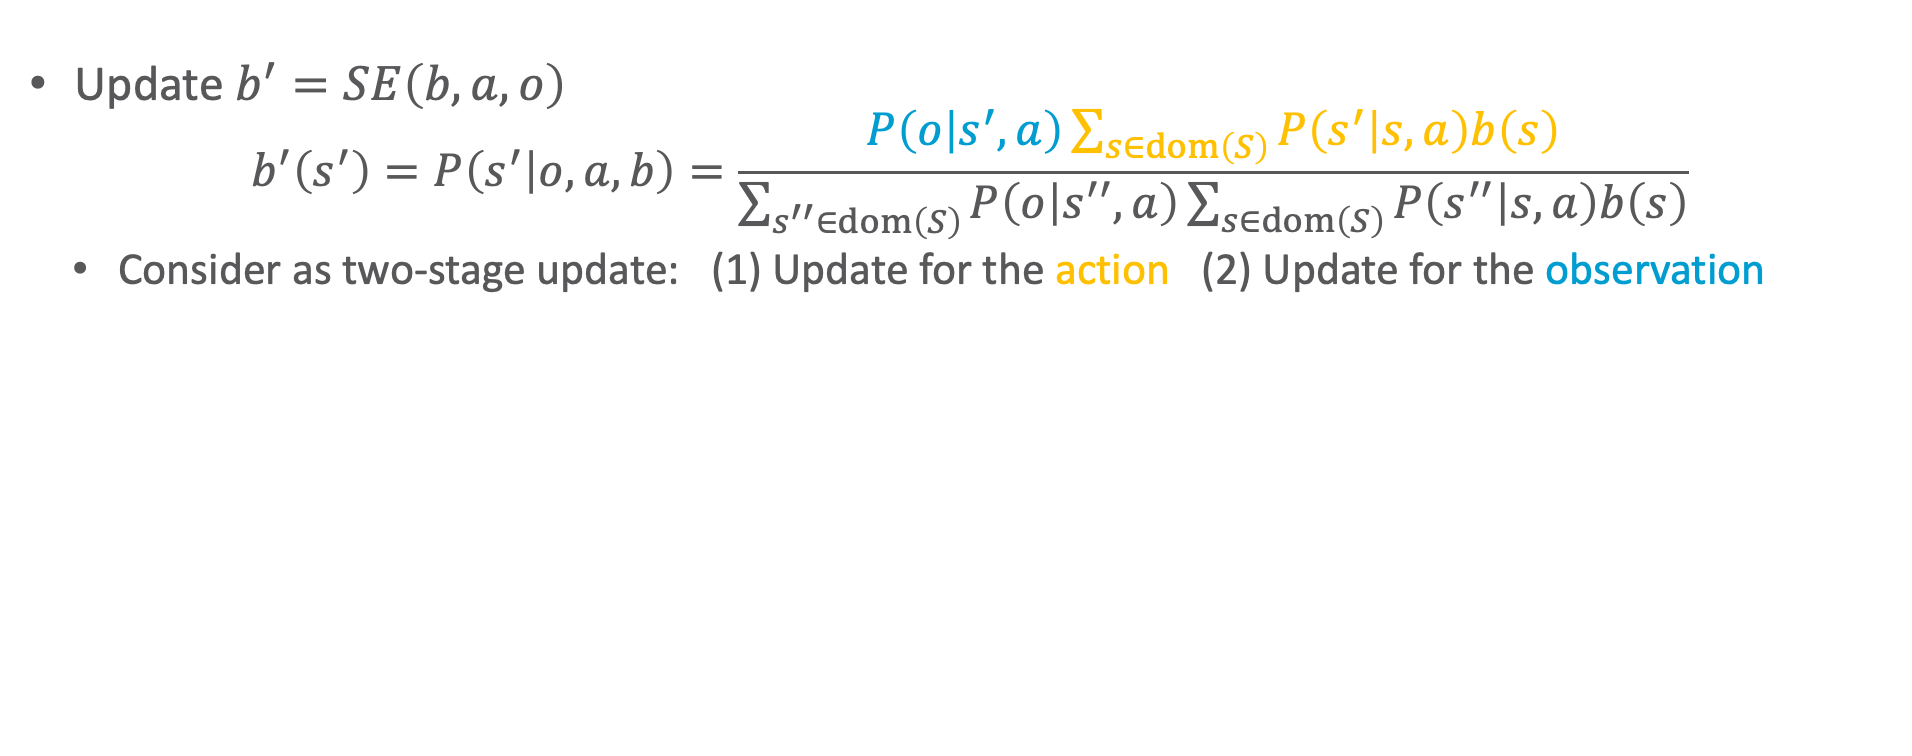 • Update b′ = SE(b, a, o)
b′(s′) = P(s′|o, a, b) = \frac{P(o|s′, a) ∑_{s∈dom(S)} P(s′|s, a)b(s)}{∑_{s′′∈dom(S)} P(o|s′′, a) ∑_{s∈dom(S)} P(s′′|s, a)b(s)}
• Consider as two-stage update: (1) Update for the action (2) Update for the observation